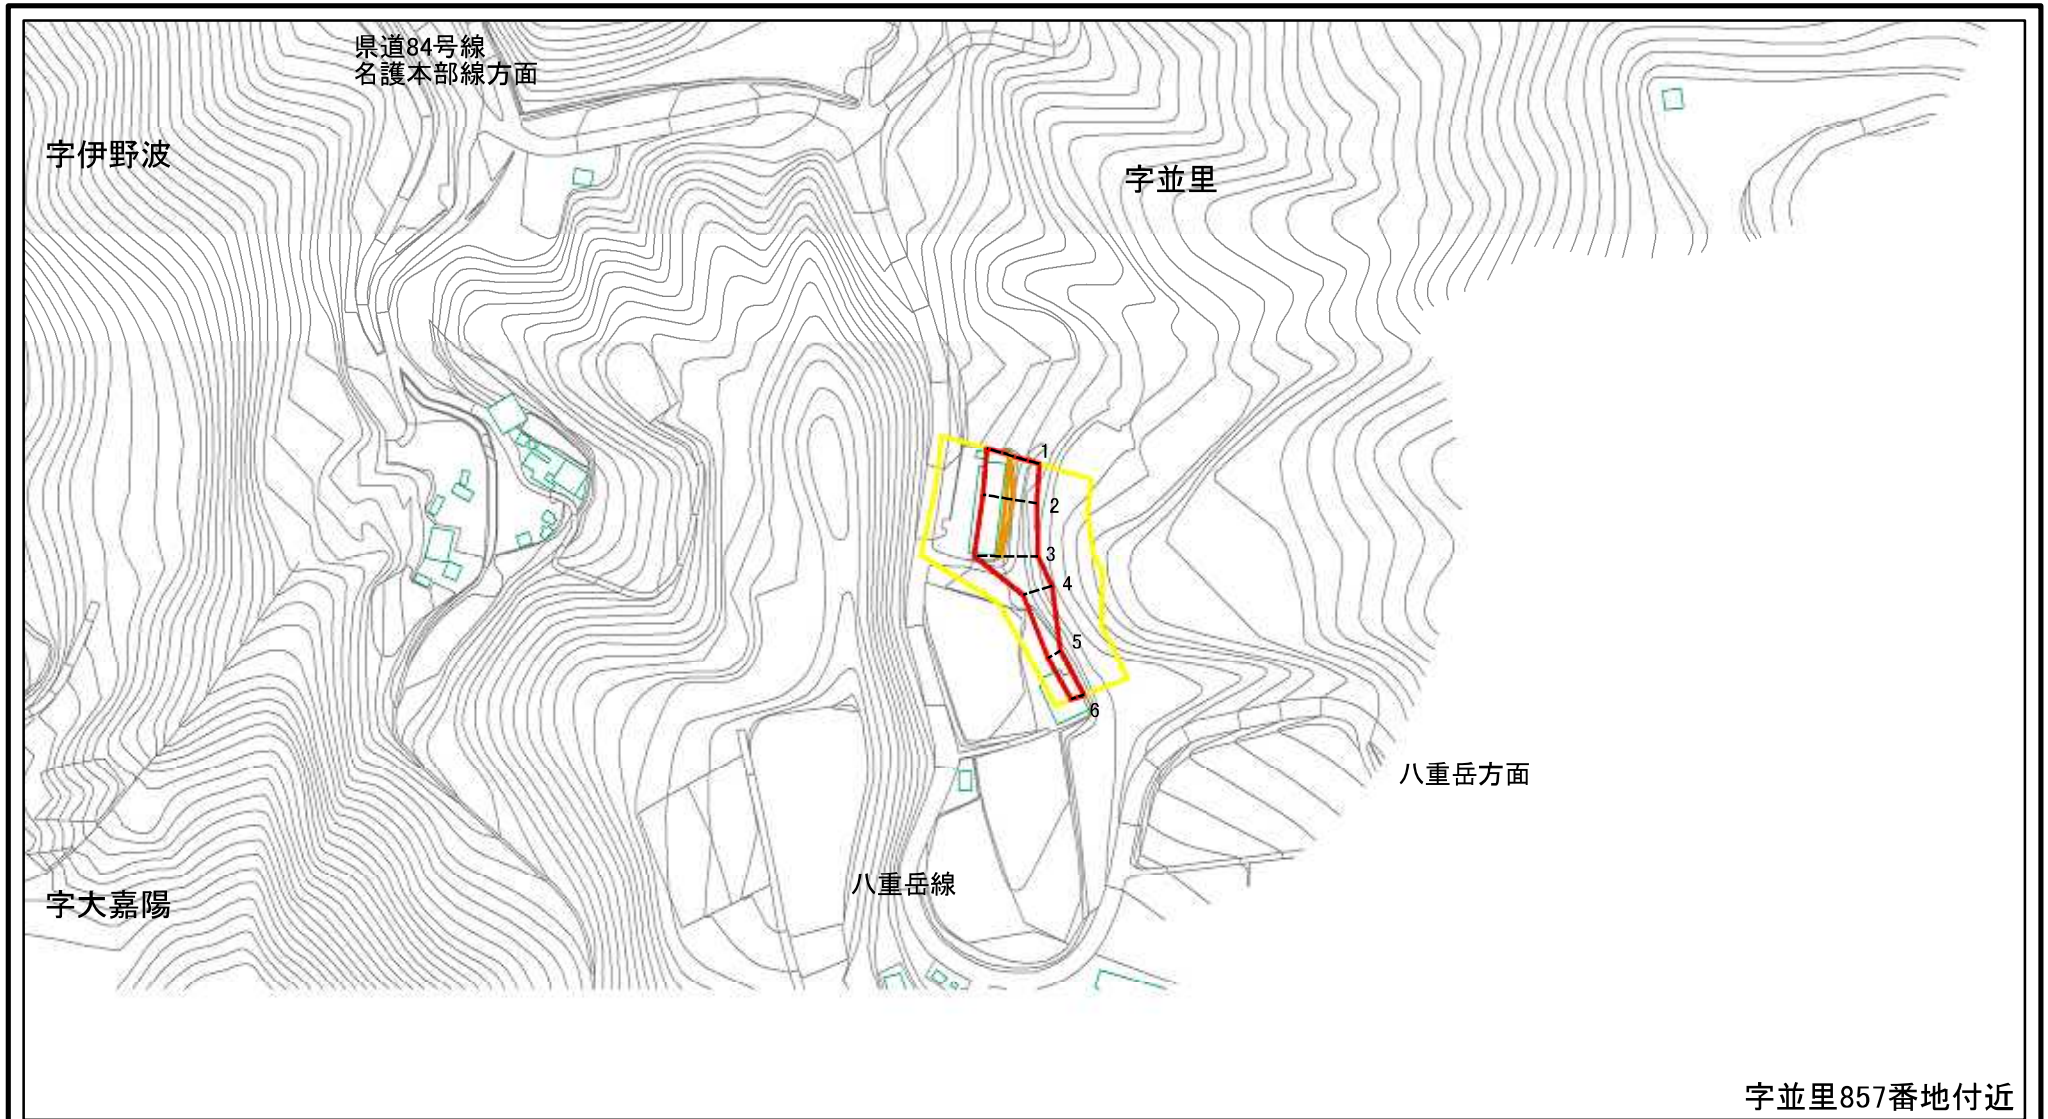 県道84号線
名護本部線方面
字伊野波
字並里
1
2
3
4
5
6
八重岳方面
八重岳線
字大嘉陽
字並里857番地付近